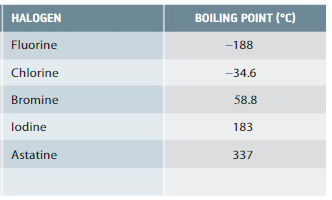 HALOGEN BOILING POINT (°C)
Fluorine –188
Chlorine –34.6
Bromine 58.8
Iodine 183
Astatine 337